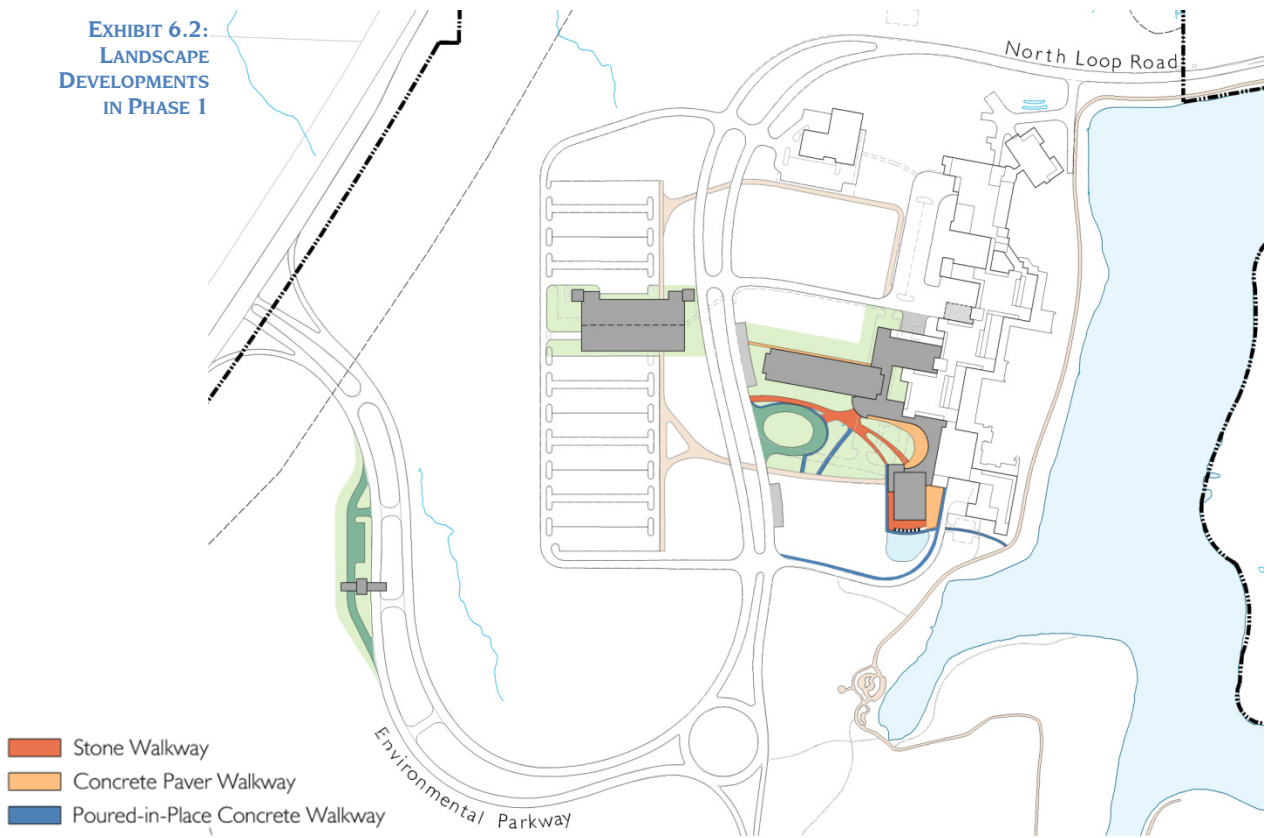 EXHIBIT 6.2:
LANDSCAPE
DEVELOPMENTS
IN PHASE 1
North Loop Road
Environmental Parkway
Stone Walkway
Concrete Paver Walkway
Poured-in-Place Concrete Walkway